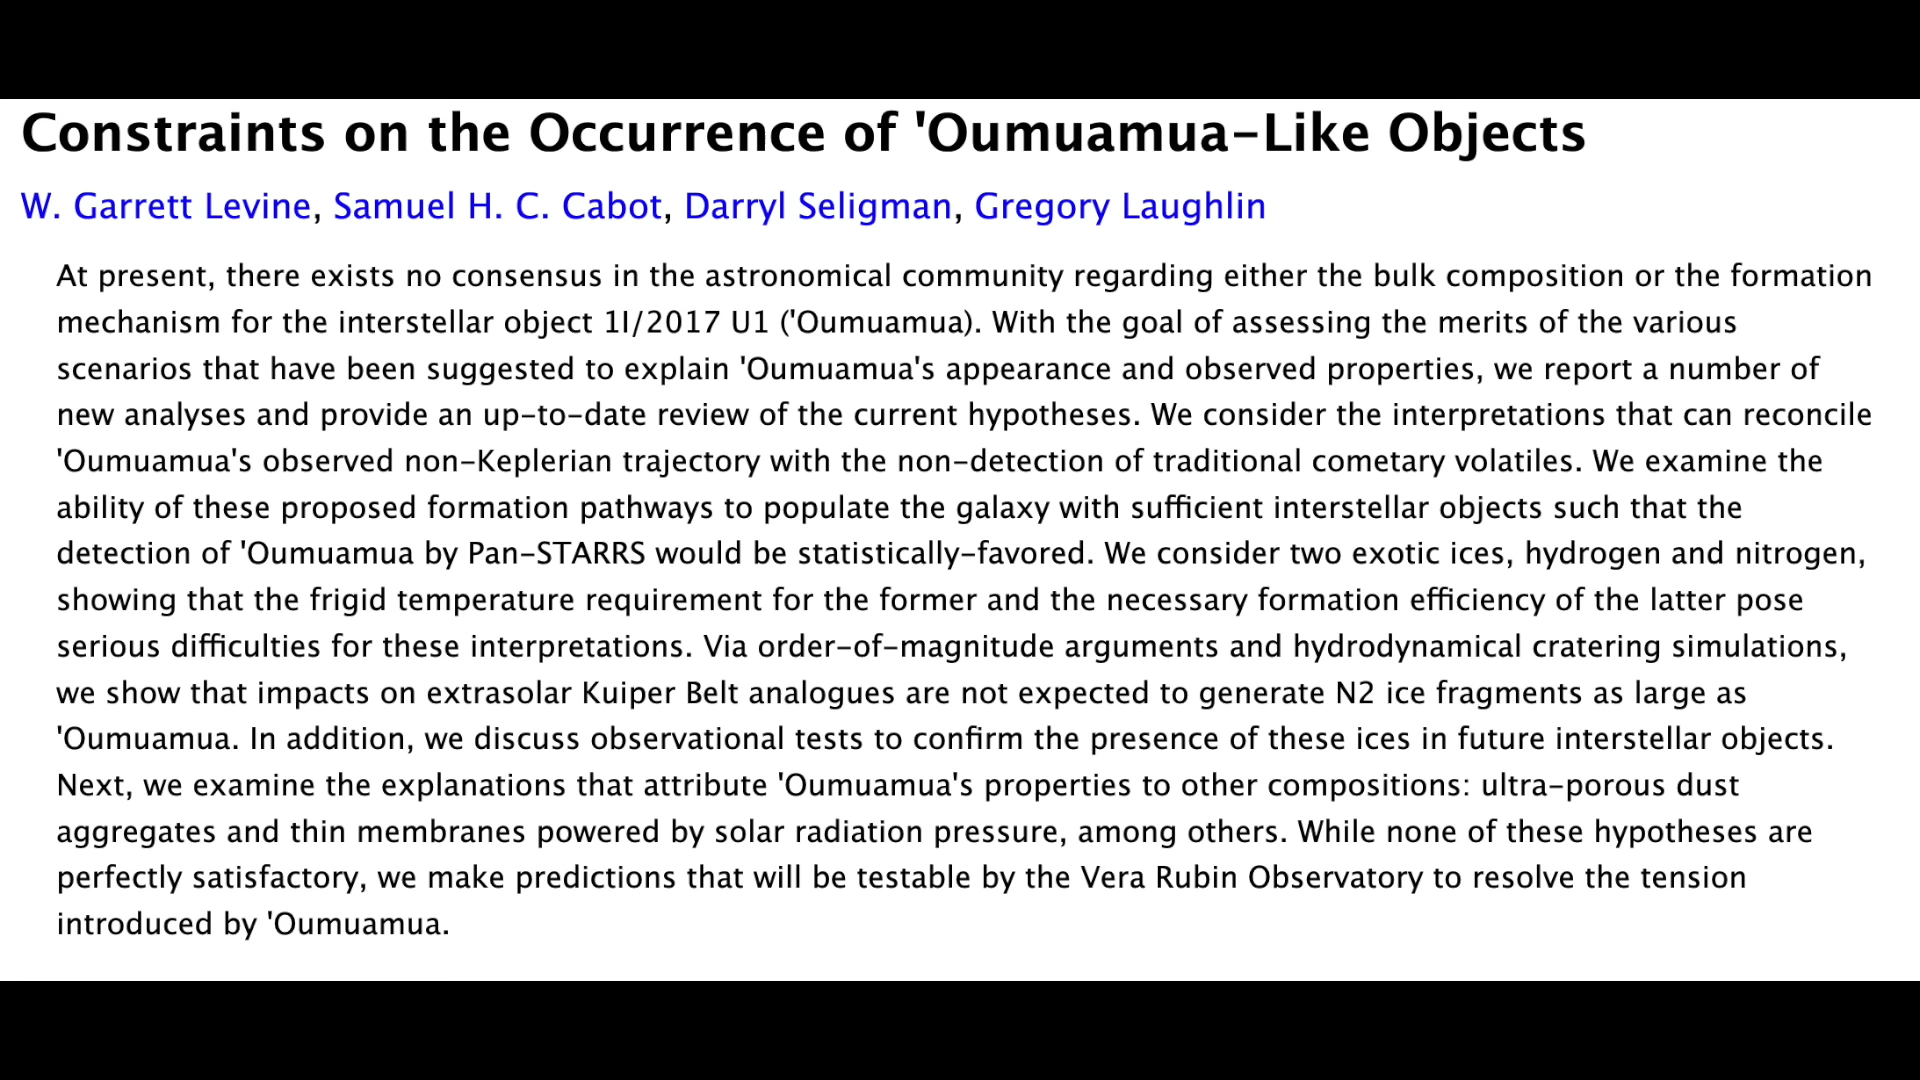 Constraints on the Occurrence of 'Oumuamua-Like Objects
W. Garrett Levine, Samuel H. C. Cabot, Darryl Seligman, Gregory Laughlin
At present, there exists no consensus in the astronomical community regarding either the bulk composition or the formation
mechanism for the interstellar object 1I/2017 U1 ('Oumuamua). With the goal of assessing the merits of the various
scenarios that have been suggested to explain 'Oumuamua's appearance and observed properties, we report a number of
new analyses and provide an up-to-date review of the current hypotheses. We consider the interpretations that can reconcile
'Oumuamua's observed non-Keplerian trajectory with the non-detection of traditional cometary volatiles. We examine the
ability of these proposed formation pathways to populate the galaxy with sufficient interstellar objects such that the
detection of 'Oumuamua by Pan-STARRS would be statistically-favored. We consider two exotic ices, hydrogen and nitrogen,
showing that the frigid temperature requirement for the former and the necessary formation efficiency of the latter pose
serious difficulties for these interpretations. Via order-of-magnitude arguments and hydrodynamical cratering simulations,
we show that impacts on extrasolar Kuiper Belt analogues are not expected to generate N2 ice fragments as large as
'Oumuamua. In addition, we discuss observational tests to confirm the presence of these ices in future interstellar objects.
Next, we examine the explanations that attribute 'Oumuamua's properties to other compositions: ultra-porous dust
aggregates and thin membranes powered by solar radiation pressure, among others. While none of these hypotheses are
perfectly satisfactory, we make predictions that will be testable by the Vera Rubin Observatory to resolve the tension
introduced by 'Oumuamua.